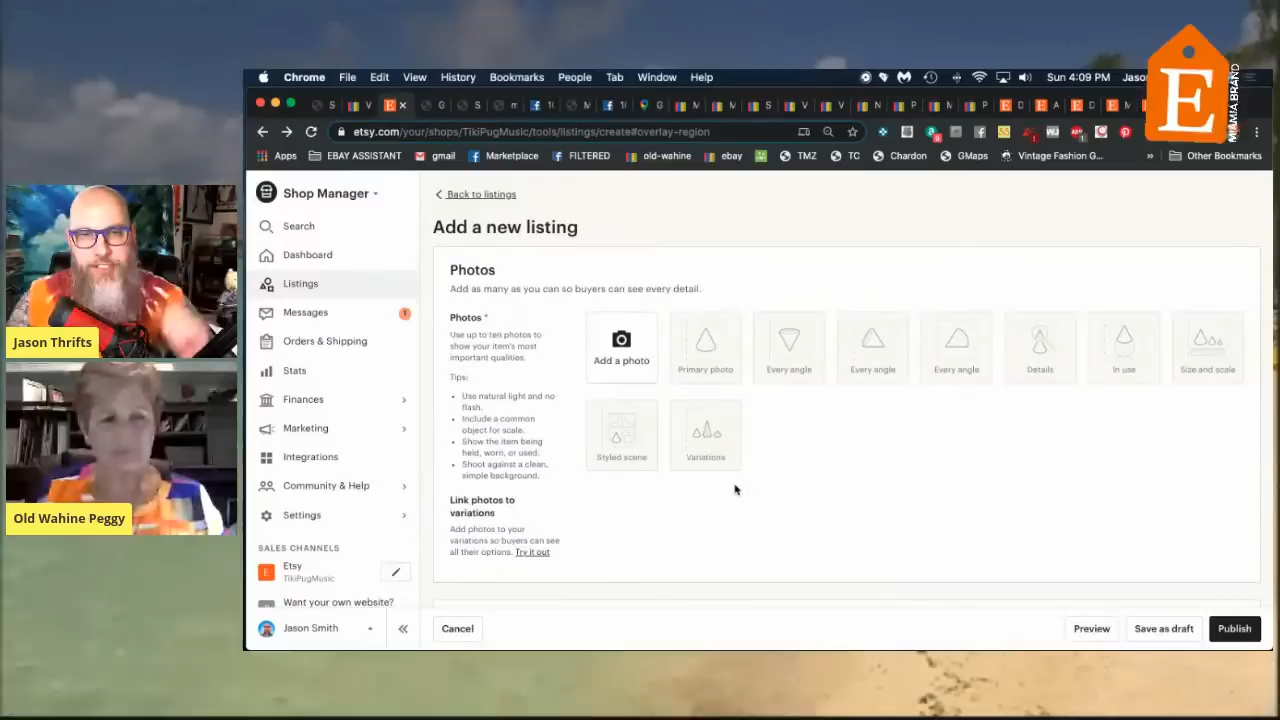 Chrome File Edit View History Bookmarks People Tab Window Help
Sun 4:09 PM Jason
etsy.com/your/shops/TikiPugMusic/tools/listings/create#overlay-region
Apps EBAY ASSISTANT gmail Marketplace FILTERED old-wahine ebay TMZ TC Chardon GMaps Vintage Fashion G... » Other Bookmarks
E
MIAMIA.BRAND
Shop Manager
Search
Dashboard
Listings
Messages 1
Orders & Shipping
Stats
Finances
Marketing
Integrations
Community & Help
Settings
SALES CHANNELS
Etsy
TikiPugMusic
Want your own website?
Jason Smith
Back to listings
Add a new listing
Photos
Add as many as you can so buyers can see every detail.
Photos *
Use up to ten photos to
show your item's most
important qualities.
Tips:
• Use natural light and no
flash.
• Include a common
object for scale.
• Show the item being
held, worn, or used.
• Shoot against a clean,
simple background.
Link photos to
variations
Add photos to your
variations so buyers can see
all their options. Try it out
Add a photo
Primary photo
Every angle
Every angle
Every angle
Details
In use
Size and scale
Styled scene
Variations
Cancel
Preview
Save as draft
Publish
Jason Thrifts
Old Wahine Peggy